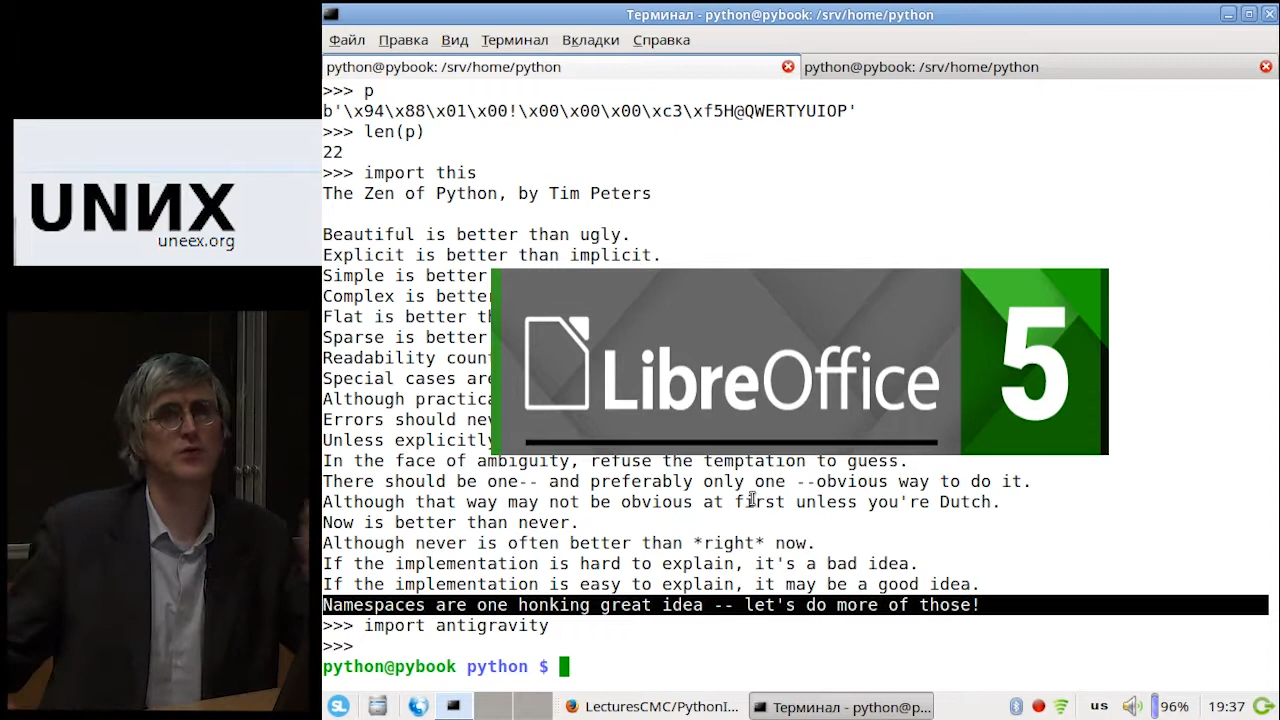 Терминал - python@pybook: /srv/home/python
Файл Правка Вид Терминал Вкладки Справка
python@pybook: /srv/home/python
python@pybook: /srv/home/python
UNИX
uneex.org
>>> p
b'\x94\x88\x01\x00!\x00\x00\x00\xc3\xf5H@QWERTYUIOP'
>>> len(p)
22
>>> import this
The Zen of Python, by Tim Peters
Beautiful is better than ugly.
Explicit is better than implicit.
Simple is better
Complex is better
Flat is better
Sparse is better
Readability
Special cases are
Although
Errors should
Unless
LibreOffice 5
In the face of ambiguity, refuse the temptation to guess.
There should be one-- and preferably only one --obvious way to do it.
Although that way may not be obvious at first unless you're Dutch.
Now is better than never.
Although never is often better than *right* now.
If the implementation is hard to explain, it's a bad idea.
If the implementation is easy to explain, it may be a good idea.
Namespaces are one honking great idea -- let's do more of those!
>>> import antigravity
>>>
python@pybook python $
SL
LecturesCMC/PythonI...
Терминал - python@p...
us
96%
19:37